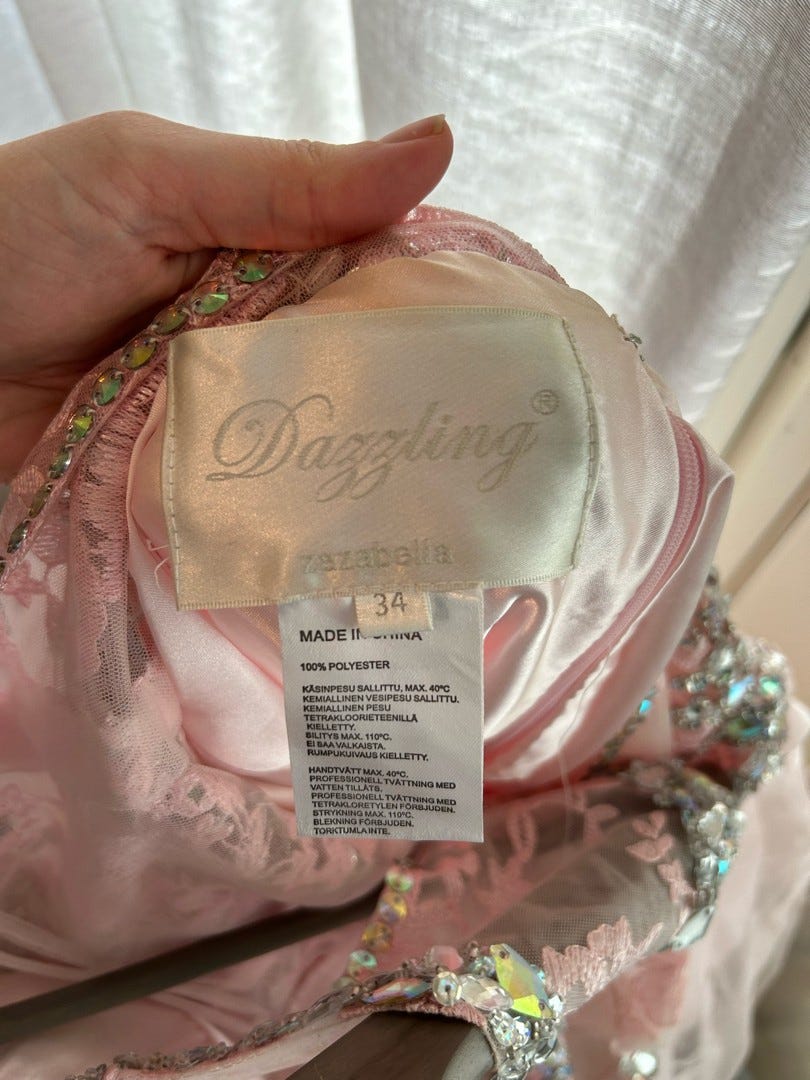 Dazzling®
zezabella
34
MADE IN CHINA
100% POLYESTER
KÄSINPESU SALLITTU, MAX. 40°C
KEMIALLINEN VESIPESU SALLITTU.
KEMIALLINEN PESU
TETRAKLOORIETEENILLÄ
KIELLETTY.
SILITYS MAX. 110°C.
EI SAA VALKAISTA.
RUMPUKUIVAUS KIELLETTY.
HANDTVÄTT MAX. 40°C.
PROFESSIONELL TVÄTTNING MED
VATTEN TILLÅTS.
PROFESSIONELL TVÄTTNING MED
TETRAKLORETYLEN FÖRBJUDEN.
STRYKNING MAX. 110°C.
BLEKNING FÖRBJUDEN.
TORKTUMLA INTE.